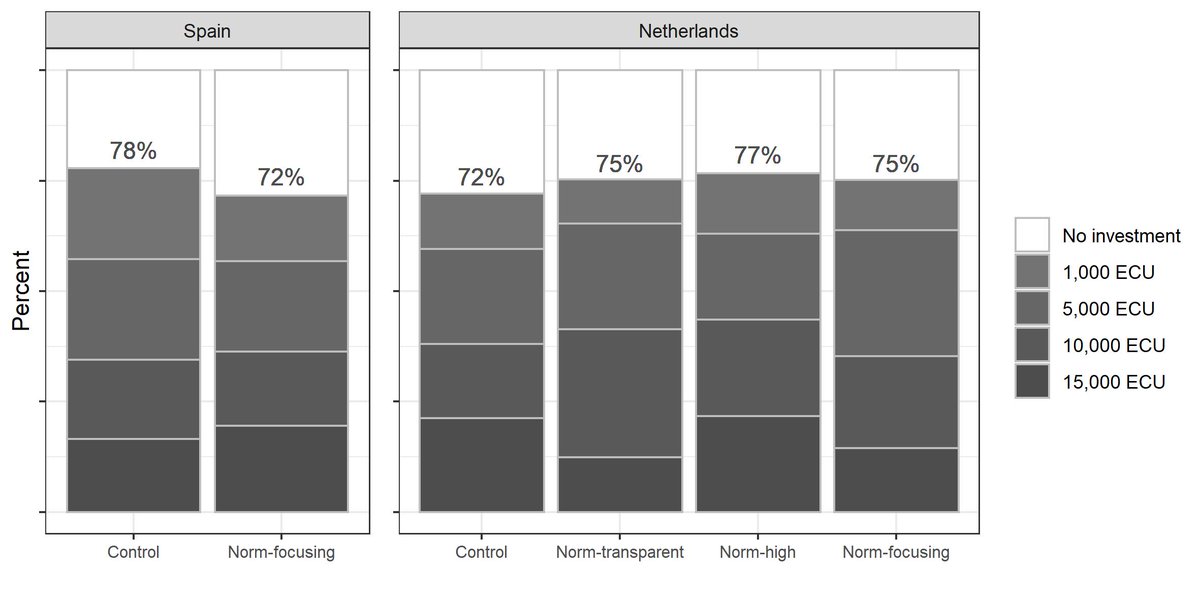 Spain
Netherlands
Percent
78%
72%
72%
75%
77%
75%
Control
Norm-focusing
Control
Norm-transparent
Norm-high
Norm-focusing
No investment
1,000 ECU
5,000 ECU
10,000 ECU
15,000 ECU